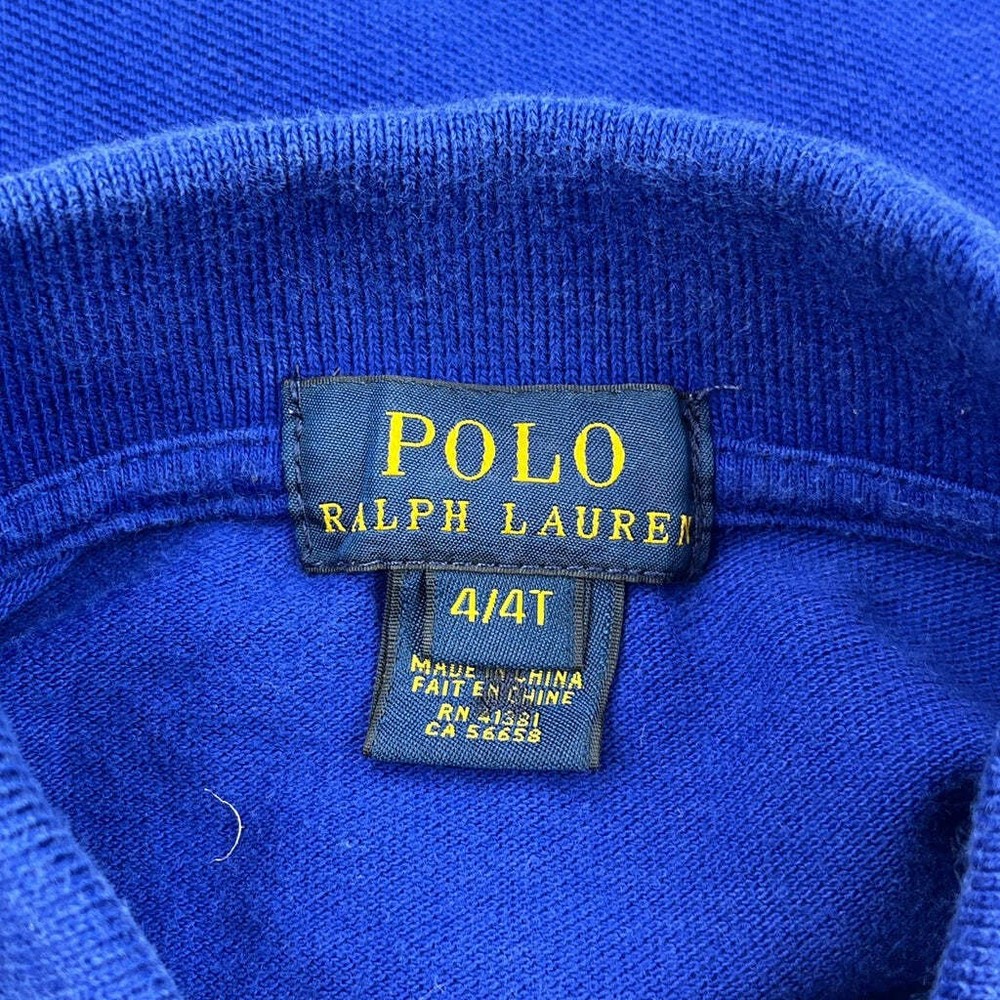 POLO
RALPH LAUREN
4/4T
MADE IN CHINA
FAIT EN CHINE
RN 41381
CA 56658